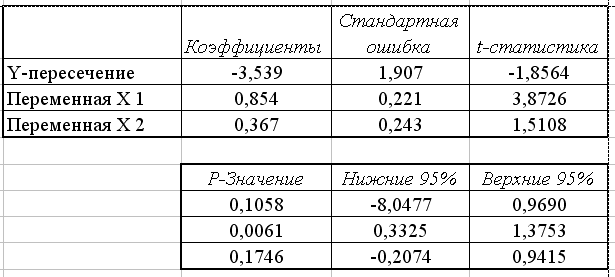 Коэффициенты Стандартная ошибка t-статистика
Y-пересечение -3,539 1,907 -1,8564
Переменная X 1 0,854 0,221 3,8726
Переменная X 2 0,367 0,243 1,5108
P-Значение Нижние 95% Верхние 95%
0,1058 -8,0477 0,9690
0,0061 0,3325 1,3753
0,1746 -0,2074 0,9415